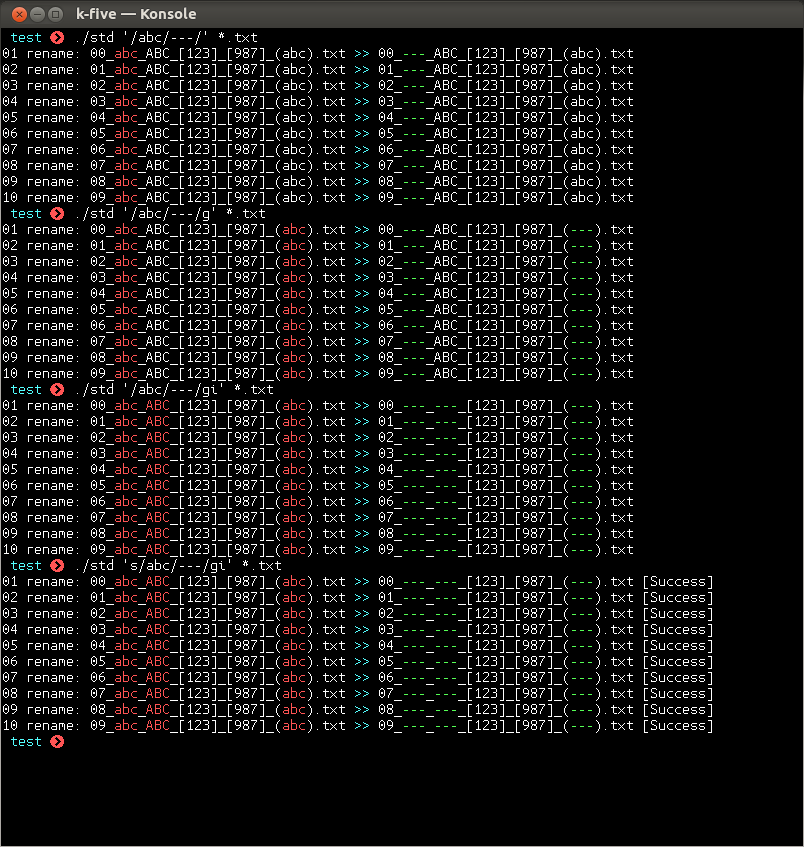 k-five — Konsole
test ./std '/abc/---/' *.txt
01 rename: 00_abc_ABC_[123]_[987]_(abc).txt >> 00_---_ABC_[123]_[987]_(abc).txt
02 rename: 01_abc_ABC_[123]_[987]_(abc).txt >> 01_---_ABC_[123]_[987]_(abc).txt
03 rename: 02_abc_ABC_[123]_[987]_(abc).txt >> 02_---_ABC_[123]_[987]_(abc).txt
04 rename: 03_abc_ABC_[123]_[987]_(abc).txt >> 03_---_ABC_[123]_[987]_(abc).txt
05 rename: 04_abc_ABC_[123]_[987]_(abc).txt >> 04_---_ABC_[123]_[987]_(abc).txt
06 rename: 05_abc_ABC_[123]_[987]_(abc).txt >> 05_---_ABC_[123]_[987]_(abc).txt
07 rename: 06_abc_ABC_[123]_[987]_(abc).txt >> 06_---_ABC_[123]_[987]_(abc).txt
08 rename: 07_abc_ABC_[123]_[987]_(abc).txt >> 07_---_ABC_[123]_[987]_(abc).txt
09 rename: 08_abc_ABC_[123]_[987]_(abc).txt >> 08_---_ABC_[123]_[987]_(abc).txt
10 rename: 09_abc_ABC_[123]_[987]_(abc).txt >> 09_---_ABC_[123]_[987]_(abc).txt
test ./std '/abc/---/g' *.txt
01 rename: 00_abc_ABC_[123]_[987]_(abc).txt >> 00_---_ABC_[123]_[987]_(---).txt
02 rename: 01_abc_ABC_[123]_[987]_(abc).txt >> 01_---_ABC_[123]_[987]_(---).txt
03 rename: 02_abc_ABC_[123]_[987]_(abc).txt >> 02_---_ABC_[123]_[987]_(---).txt
04 rename: 03_abc_ABC_[123]_[987]_(abc).txt >> 03_---_ABC_[123]_[987]_(---).txt
05 rename: 04_abc_ABC_[123]_[987]_(abc).txt >> 04_---_ABC_[123]_[987]_(---).txt
06 rename: 05_abc_ABC_[123]_[987]_(abc).txt >> 05_---_ABC_[123]_[987]_(---).txt
07 rename: 06_abc_ABC_[123]_[987]_(abc).txt >> 06_---_ABC_[123]_[987]_(---).txt
08 rename: 07_abc_ABC_[123]_[987]_(abc).txt >> 07_---_ABC_[123]_[987]_(---).txt
09 rename: 08_abc_ABC_[123]_[987]_(abc).txt >> 08_---_ABC_[123]_[987]_(---).txt
10 rename: 09_abc_ABC_[123]_[987]_(abc).txt >> 09_---_ABC_[123]_[987]_(---).txt
test ./std '/abc/---/gi' *.txt
01 rename: 00_abc_ABC_[123]_[987]_(abc).txt >> 00_---_---_[123]_[987]_(---).txt
02 rename: 01_abc_ABC_[123]_[987]_(abc).txt >> 01_---_---_[123]_[987]_(---).txt
03 rename: 02_abc_ABC_[123]_[987]_(abc).txt >> 02_---_---_[123]_[987]_(---).txt
04 rename: 03_abc_ABC_[123]_[987]_(abc).txt >> 03_---_---_[123]_[987]_(---).txt
05 rename: 04_abc_ABC_[123]_[987]_(abc).txt >> 04_---_---_[123]_[987]_(---).txt
06 rename: 05_abc_ABC_[123]_[987]_(abc).txt >> 05_---_---_[123]_[987]_(---).txt
07 rename: 06_abc_ABC_[123]_[987]_(abc).txt >> 06_---_---_[123]_[987]_(---).txt
08 rename: 07_abc_ABC_[123]_[987]_(abc).txt >> 07_---_---_[123]_[987]_(---).txt
09 rename: 08_abc_ABC_[123]_[987]_(abc).txt >> 08_---_---_[123]_[987]_(---).txt
10 rename: 09_abc_ABC_[123]_[987]_(abc).txt >> 09_---_---_[123]_[987]_(---).txt
test ./std 's/abc/---/gi' *.txt
01 rename: 00_abc_ABC_[123]_[987]_(abc).txt >> 00_---_---_[123]_[987]_(---).txt [Success]
02 rename: 01_abc_ABC_[123]_[987]_(abc).txt >> 01_---_---_[123]_[987]_(---).txt [Success]
03 rename: 02_abc_ABC_[123]_[987]_(abc).txt >> 02_---_---_[123]_[987]_(---).txt [Success]
04 rename: 03_abc_ABC_[123]_[987]_(abc).txt >> 03_---_---_[123]_[987]_(---).txt [Success]
05 rename: 04_abc_ABC_[123]_[987]_(abc).txt >> 04_---_---_[123]_[987]_(---).txt [Success]
06 rename: 05_abc_ABC_[123]_[987]_(abc).txt >> 05_---_---_[123]_[987]_(---).txt [Success]
07 rename: 06_abc_ABC_[123]_[987]_(abc).txt >> 06_---_---_[123]_[987]_(---).txt [Success]
08 rename: 07_abc_ABC_[123]_[987]_(abc).txt >> 07_---_---_[123]_[987]_(---).txt [Success]
09 rename: 08_abc_ABC_[123]_[987]_(abc).txt >> 08_---_---_[123]_[987]_(---).txt [Success]
10 rename: 09_abc_ABC_[123]_[987]_(abc).txt >> 09_---_---_[123]_[987]_(---).txt [Success]
test